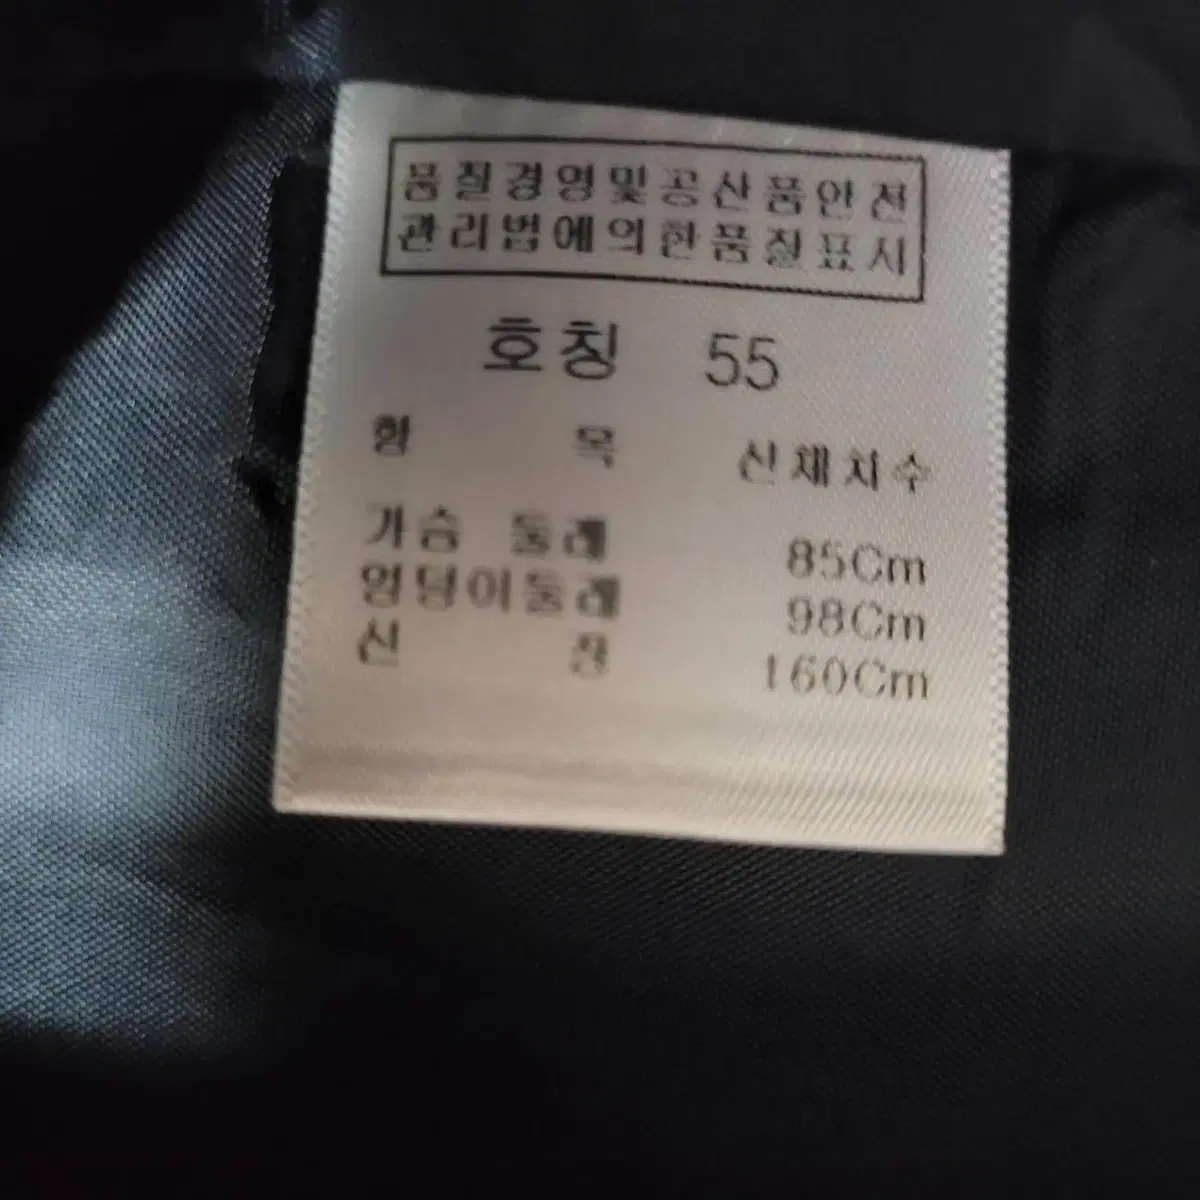 품질경영및공산품안전
관리법에의한품질표시
호칭 55
항 목 신체치수
가슴 둘레 85Cm
엉덩이둘레 98Cm
신 장 160Cm